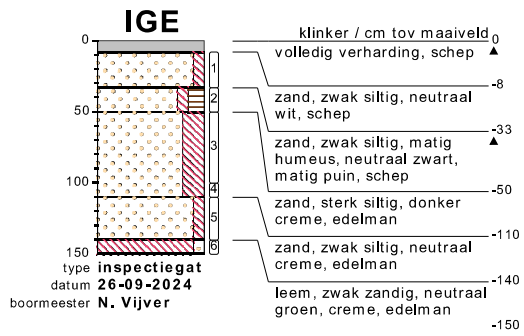 IGE
klinker / cm tov maaiveld 0
0
volledig verharding, schep
1
-8
zand, zwak siltig, neutraal
wit, schep
2
50
-33
zand, zwak siltig, matig
humeus, neutraal zwart,
matig puin, schep
3
-50
100
4
zand, sterk siltig, donker
creme, edelman
5
-110
zand, zwak siltig, neutraal
creme, edelman
150
6
-140
type inspectiegat
datum 26-09-2024
boormeester N. Vijver
leem, zwak zandig, neutraal
groen, creme, edelman
-150